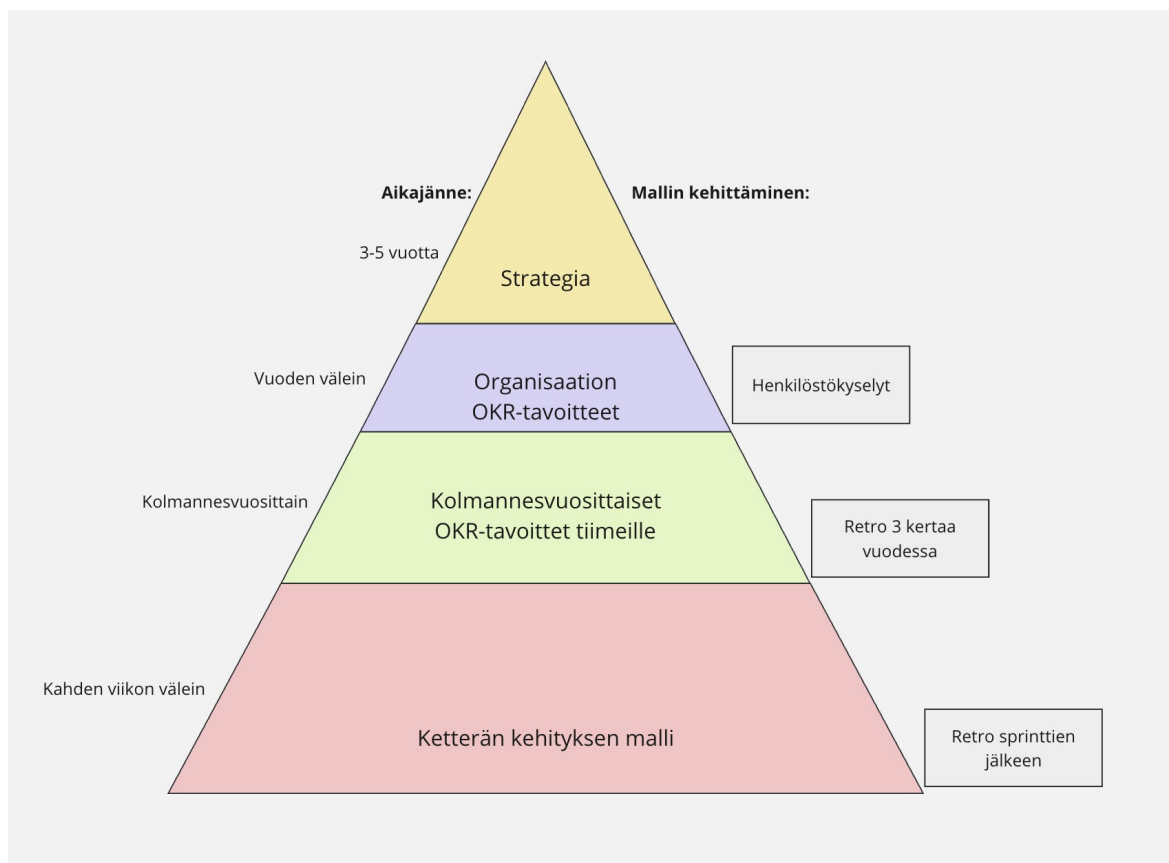 Aikajänne:
Mallin kehittäminen:
3-5 vuotta
Strategia
Vuoden välein
Organisaation
OKR-tavoitteet
Henkilöstökyselyt
Kolmannesvuosittain
Kolmannesvuosittaiset
OKR-tavoittet tiimeille
Retro 3 kertaa
vuodessa
Kahden viikon välein
Ketterän kehityksen malli
Retro sprinttien
jälkeen